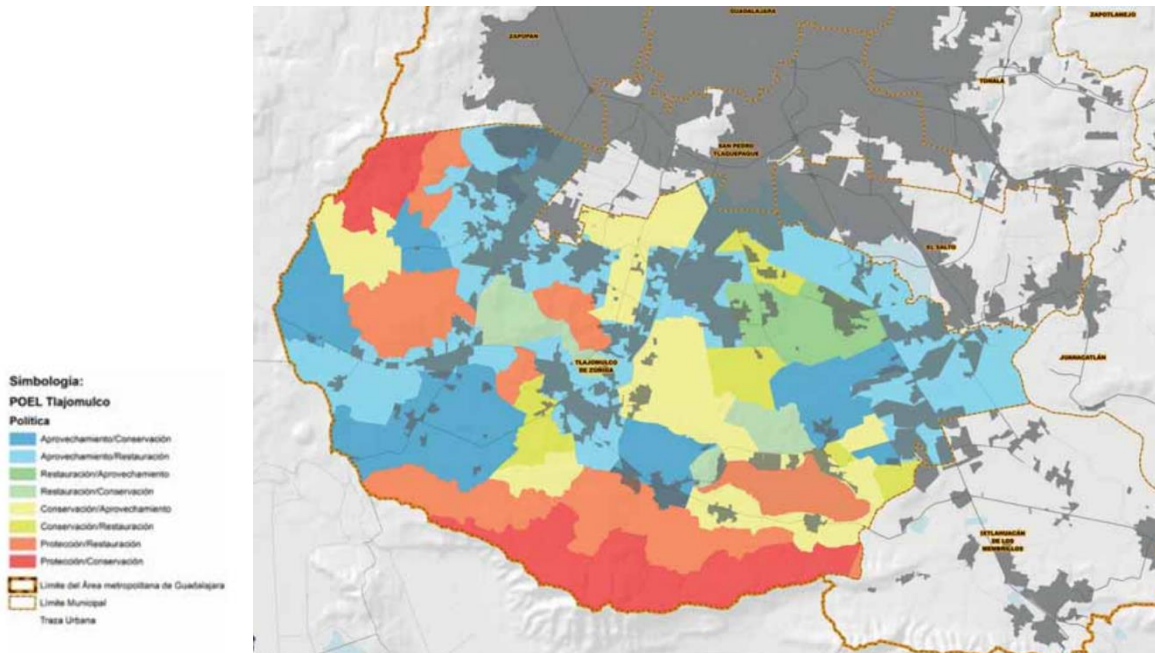 GUADALAJARA
ZAPOTLANEJO
ZAPOPAN
TONALÁ
SAN PEDRO
TLAQUEPAQUE
EL SALTO
JUANACATLÁN
TLAJOMULCO
DE ZÚÑIGA
IXTLAHUACÁN
DE LOS
MEMBRILLOS
Simbología:
POEL Tlajomulco
Política
Aprovechamiento/Conservación
Aprovechamiento/Restauración
Restauración/Aprovechamiento
Restauración/Conservación
Conservación/Aprovechamiento
Conservación/Restauración
Protección/Restauración
Protección/Conservación
Límite del Área metropolitana de Guadalajara
Límite Municipal
Traza Urbana